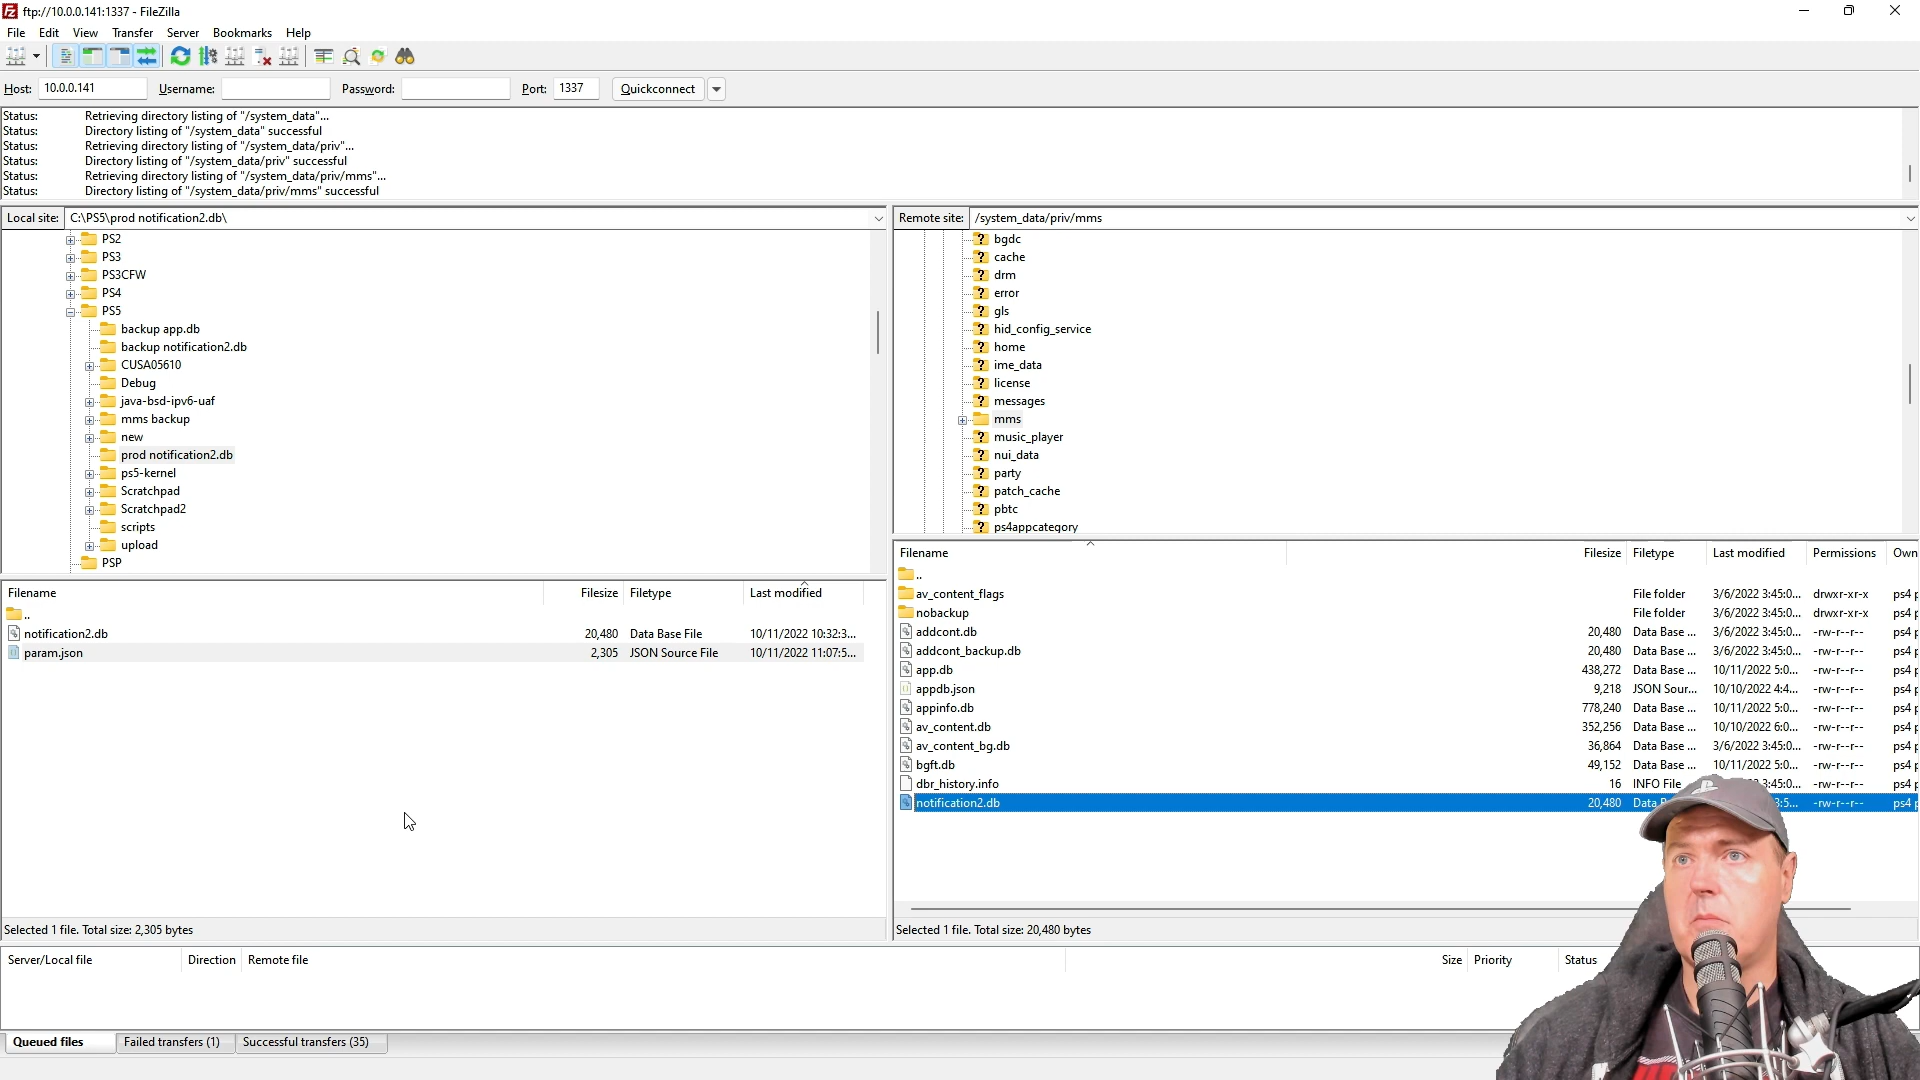 ftp://10.0.0.141:1337 - FileZilla
File Edit View Transfer Server Bookmarks Help
Host: 10.0.0.141 Username: Password: Port: 1337 Quickconnect
Status: Retrieving directory listing of "/system_data"...
Status: Directory listing of "/system_data" successful
Status: Retrieving directory listing of "/system_data/priv"...
Status: Directory listing of "/system_data/priv" successful
Status: Retrieving directory listing of "/system_data/priv/mms"...
Status: Directory listing of "/system_data/priv/mms" successful
Local site: C:\PS5\prod notification2.db\
PS2
PS3
PS3CFW
PS4
PS5
backup app.db
backup notification2.db
CUSA05610
Debug
java-bsd-ipv6-uaf
mms backup
new
prod notification2.db
ps5-kernel
Scratchpad
Scratchpad2
scripts
upload
PSP
Filename Filesize Filetype Last modified
..
notification2.db 20,480 Data Base File 10/11/2022 10:32:3...
param.json 2,305 JSON Source File 10/11/2022 11:07:5...
Selected 1 file. Total size: 2,305 bytes
Remote site: /system_data/priv/mms
bgdc
cache
drm
error
gls
hid_config_service
home
ime_data
license
messages
mms
music_player
nui_data
party
patch_cache
pbtc
ps4appcategory
Filename Filesize Filetype Last modified Permissions Own
..
av_content_flags File folder 3/6/2022 3:45:0... drwxr-xr-x ps4
nobackup File folder 3/6/2022 3:45:0... drwxr-xr-x ps4
addcont.db 20,480 Data Base ... 3/6/2022 3:45:0... -rw-r--r-- ps4
addcont_backup.db 20,480 Data Base ... 3/6/2022 3:45:0... -rw-r--r-- ps4
app.db 438,272 Data Base ... 10/11/2022 5:0... -rw-r--r-- ps4
appdb.json 9,218 JSON Sour... 10/10/2022 4:4... -rw-r--r-- ps4
appinfo.db 778,240 Data Base ... 10/11/2022 5:0... -rw-r--r-- ps4
av_content.db 352,256 Data Base ... 10/10/2022 6:0... -rw-r--r-- ps4
av_content_bg.db 36,864 Data Base ... 3/6/2022 3:45:0... -rw-r--r-- ps4
bgft.db 49,152 Data Base ... 10/11/2022 5:0... -rw-r--r-- ps4
dbr_history.info 16 INFO File 3:45:0... -rw-r--r-- ps4
notification2.db 20,480 Data 3:5... -rw-r--r-- ps4
Selected 1 file. Total size: 20,480 bytes
Server/Local file Direction Remote file Size Priority Status
Queued files Failed transfers (1) Successful transfers (35)